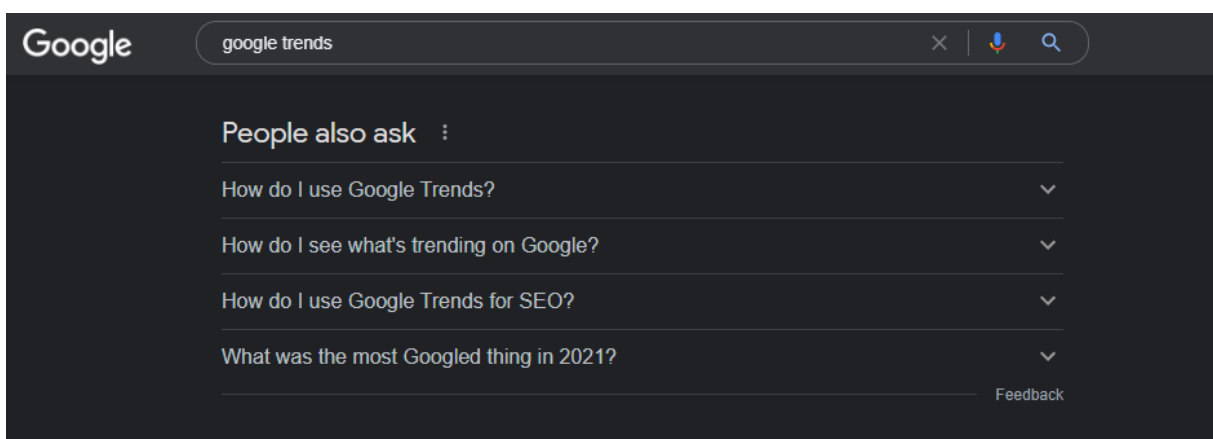 Google
google trends
People also ask
How do I use Google Trends?
How do I see what's trending on Google?
How do I use Google Trends for SEO?
What was the most Googled thing in 2021?
Feedback